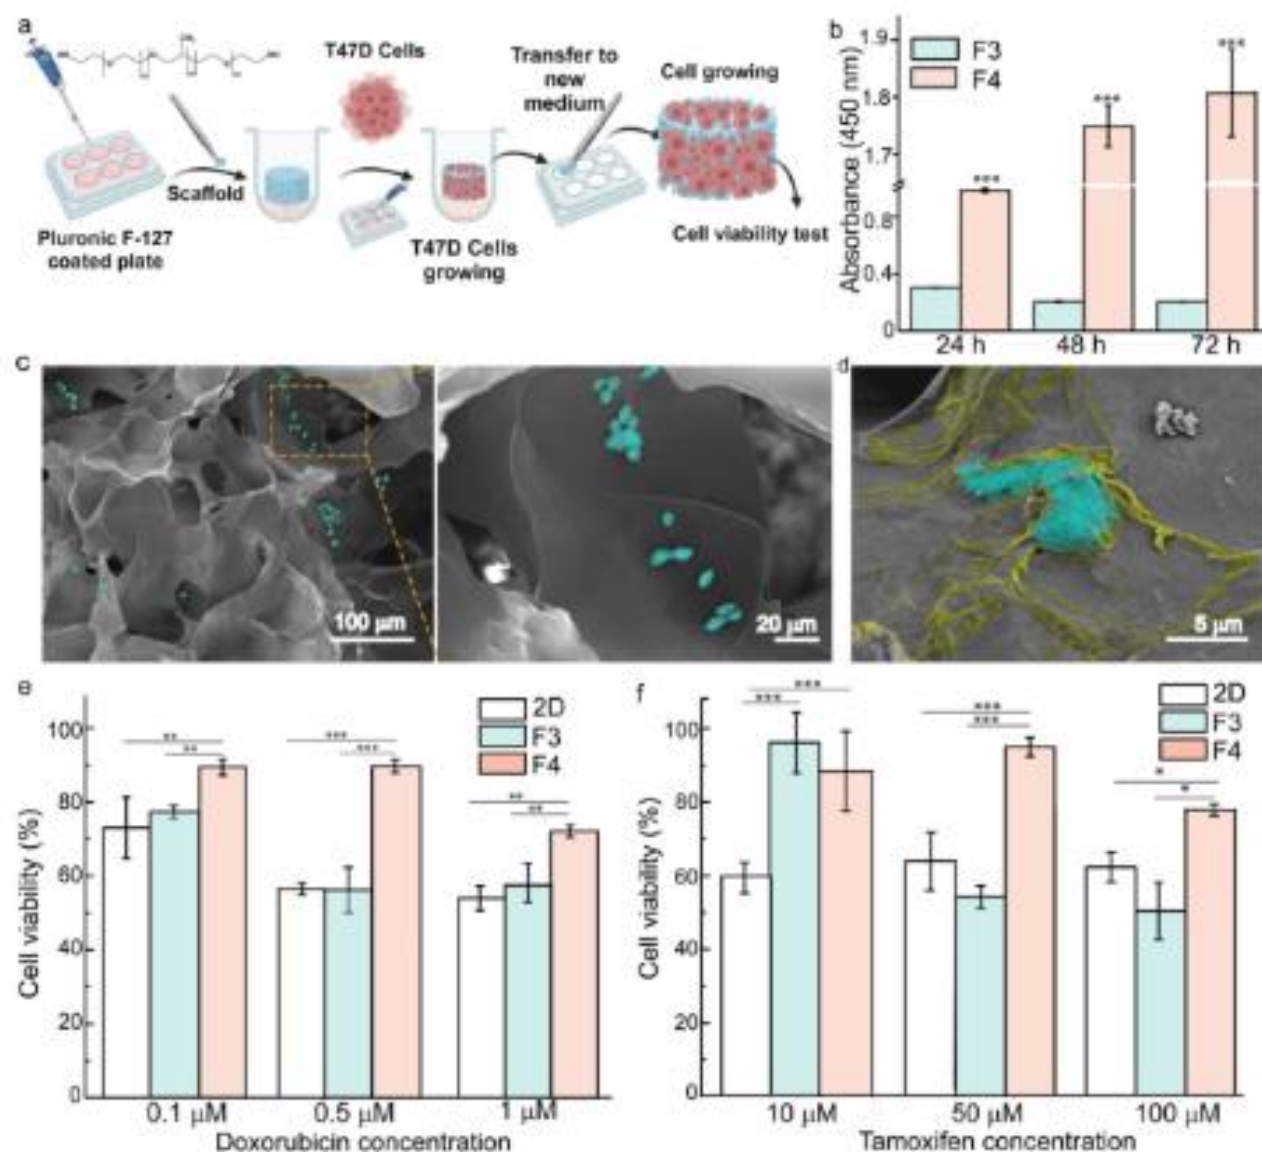 a
T47D Cells
Transfer to
new
medium
Cell growing
Scaffold
Pluronic F-127
coated plate
T47D Cells
growing
Cell viability test
b
F3
F4
Absorbance (450 nm)
1.9
1.8
1.7
0.8
0.4
0
***
***
***
24 h
48 h
72 h
c
100 μm
20 μm
d
5 μm
e
2D
F3
F4
Cell viability (%)
100
80
60
40
20
0
**
**
***
***
**
**
0.1 μM
0.5 μM
1 μM
Doxorubicin concentration
f
2D
F3
F4
Cell viability (%)
100
80
60
40
20
0
***
***
***
***
*
*
10 μM
50 μM
100 μM
Tamoxifen concentration